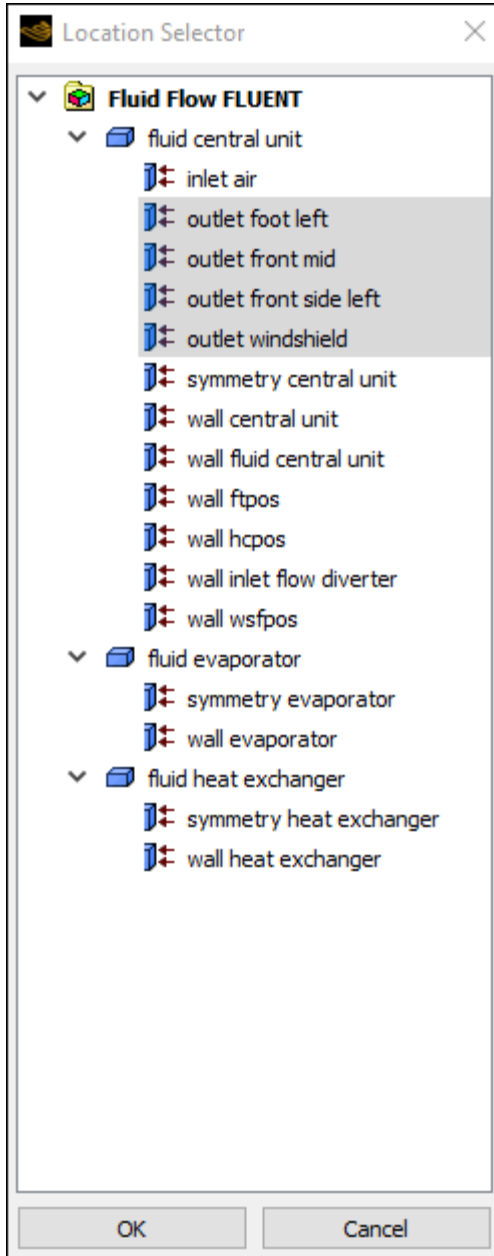 Location Selector
Fluid Flow FLUENT
fluid central unit
inlet air
outlet foot left
outlet front mid
outlet front side left
outlet windshield
symmetry central unit
wall central unit
wall fluid central unit
wall ftpos
wall hcpos
wall inlet flow diverter
wall wsfpos
fluid evaporator
symmetry evaporator
wall evaporator
fluid heat exchanger
symmetry heat exchanger
wall heat exchanger
OK Cancel